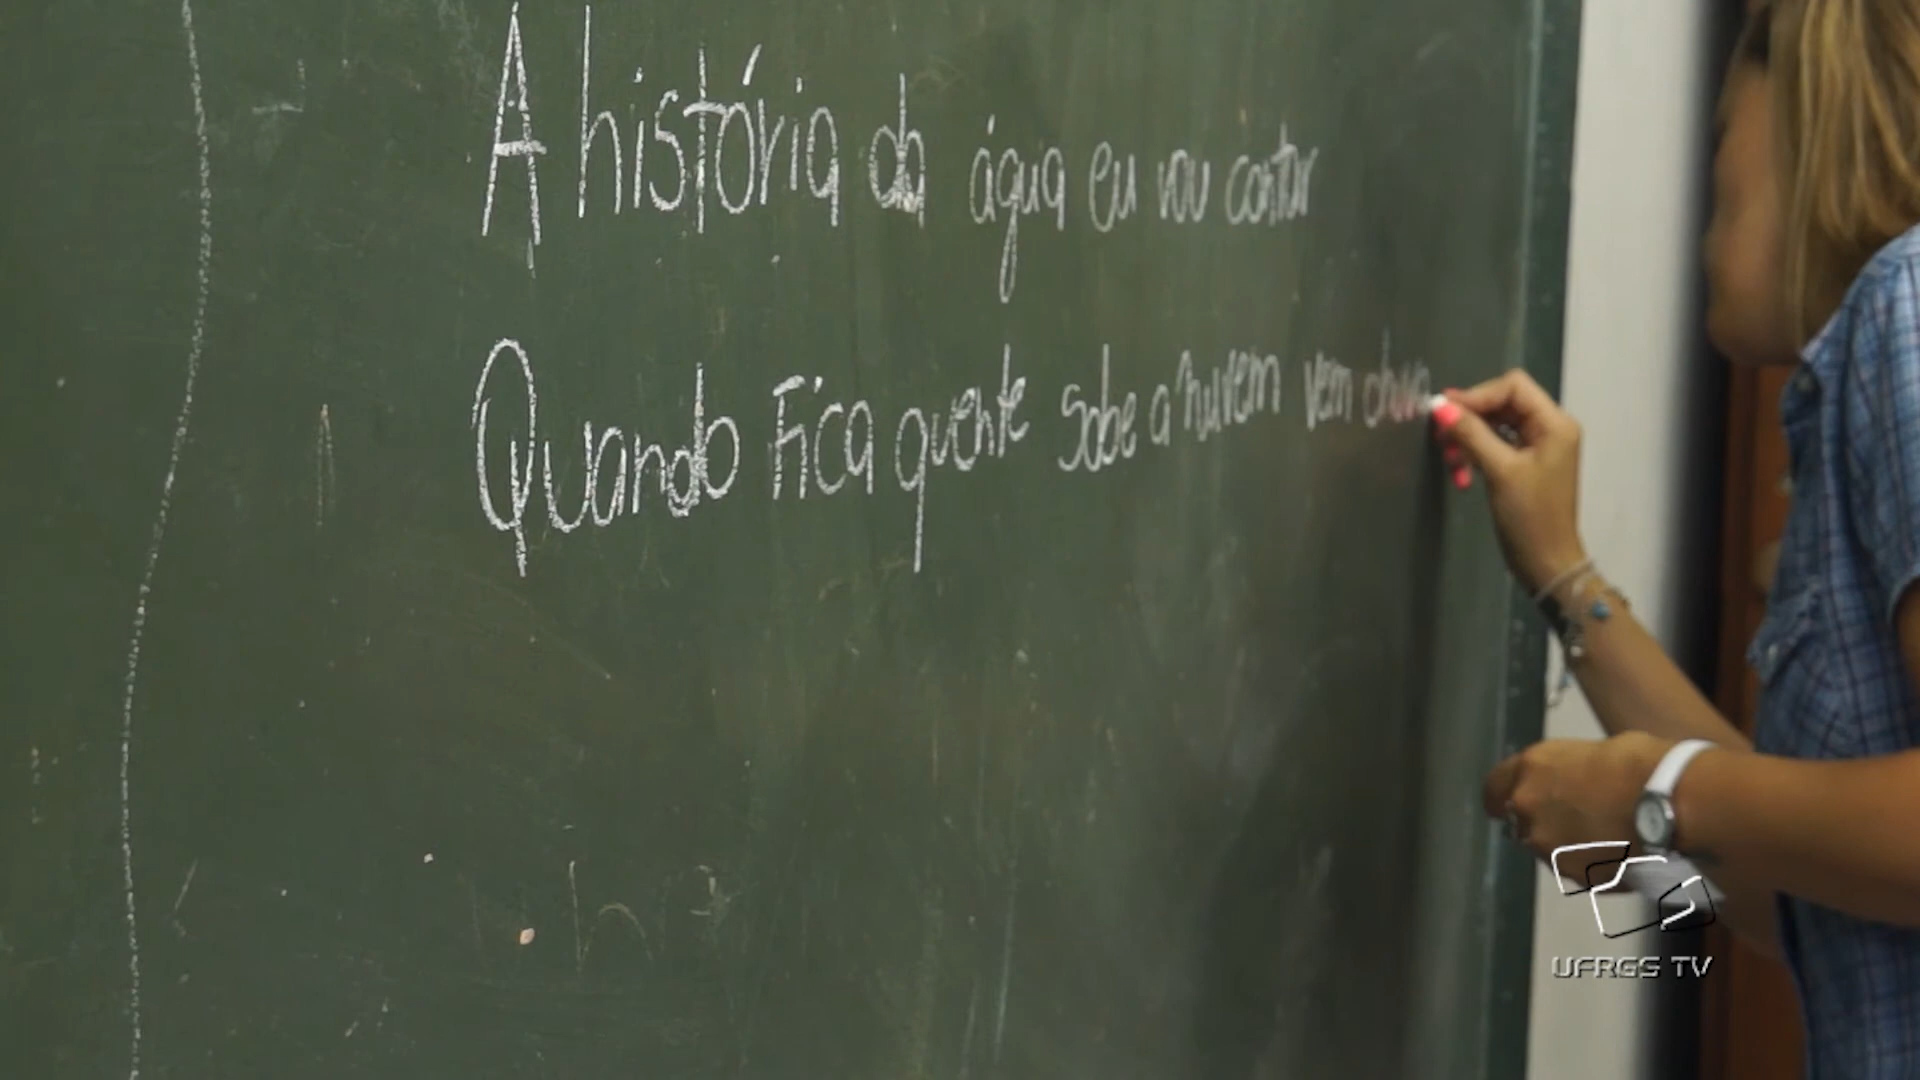 A história da água eu vou contar
Quando Fica quente sobe a nuvem vem chuva
UFRGS TV